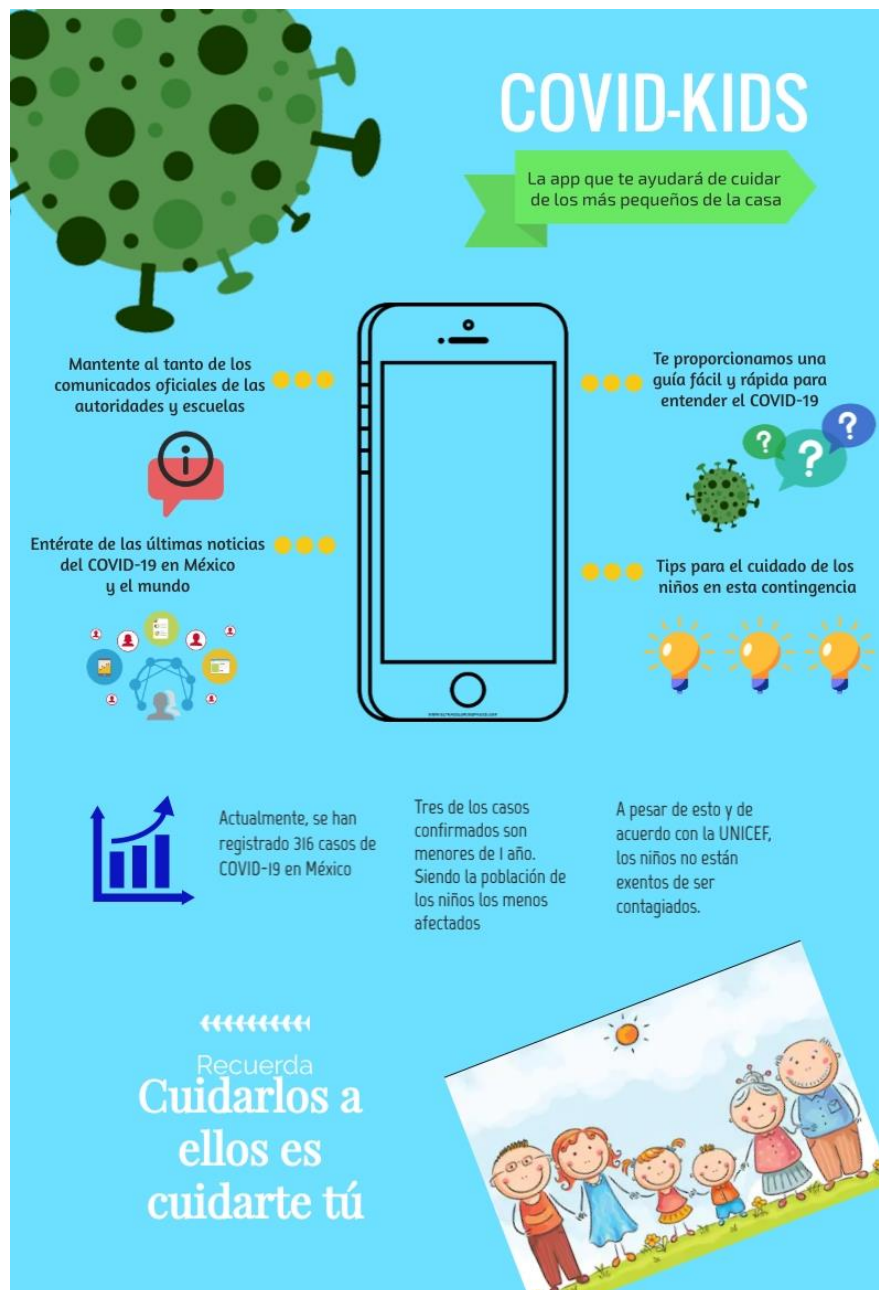 COVID-KIDS
La app que te ayudará de cuidar
de los más pequeños de la casa
Mantente al tanto de los
comunicados oficiales de las
autoridades y escuelas
Te proporcionamos una
guía fácil y rápida para
entender el COVID-19
Entérate de las últimas noticias
del COVID-19 en México
y el mundo
Tips para el cuidado de los
niños en esta contingencia
Actualmente, se han
registrado 316 casos de
COVID-19 en México
Tres de los casos
confirmados son
menores de 1 año.
Siendo la población de
los niños los menos
afectados
A pesar de esto y de
acuerdo con la UNICEF,
los niños no están
exentos de ser
contagiados.
Recuerda
Cuidarlos a
ellos es
cuidarte tú